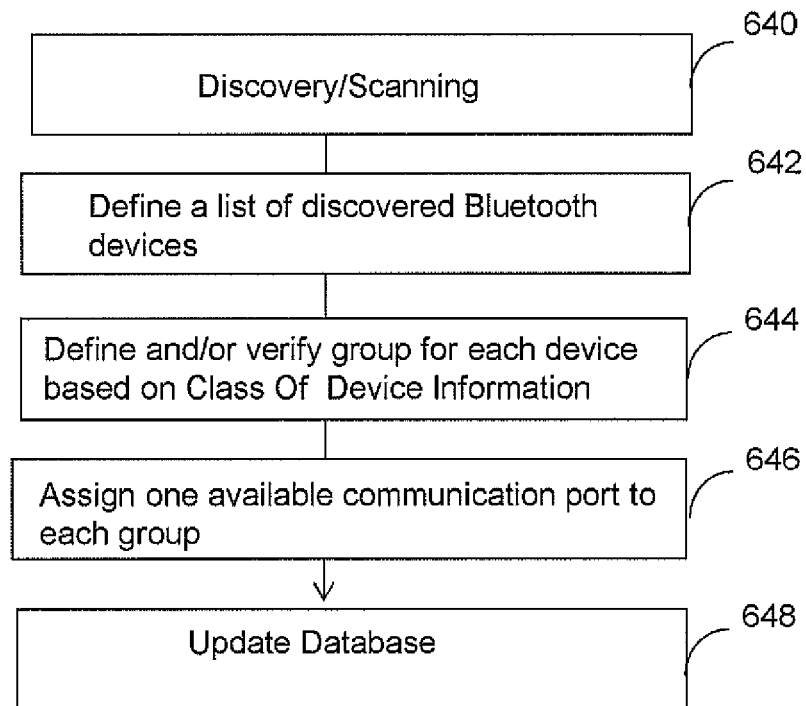 640
Discovery/Scanning
642
Define a list of discovered Bluetooth
devices
644
Define and/or verify group for each device
based on Class Of Device Information
646
Assign one available communication port to
each group
648
Update Database